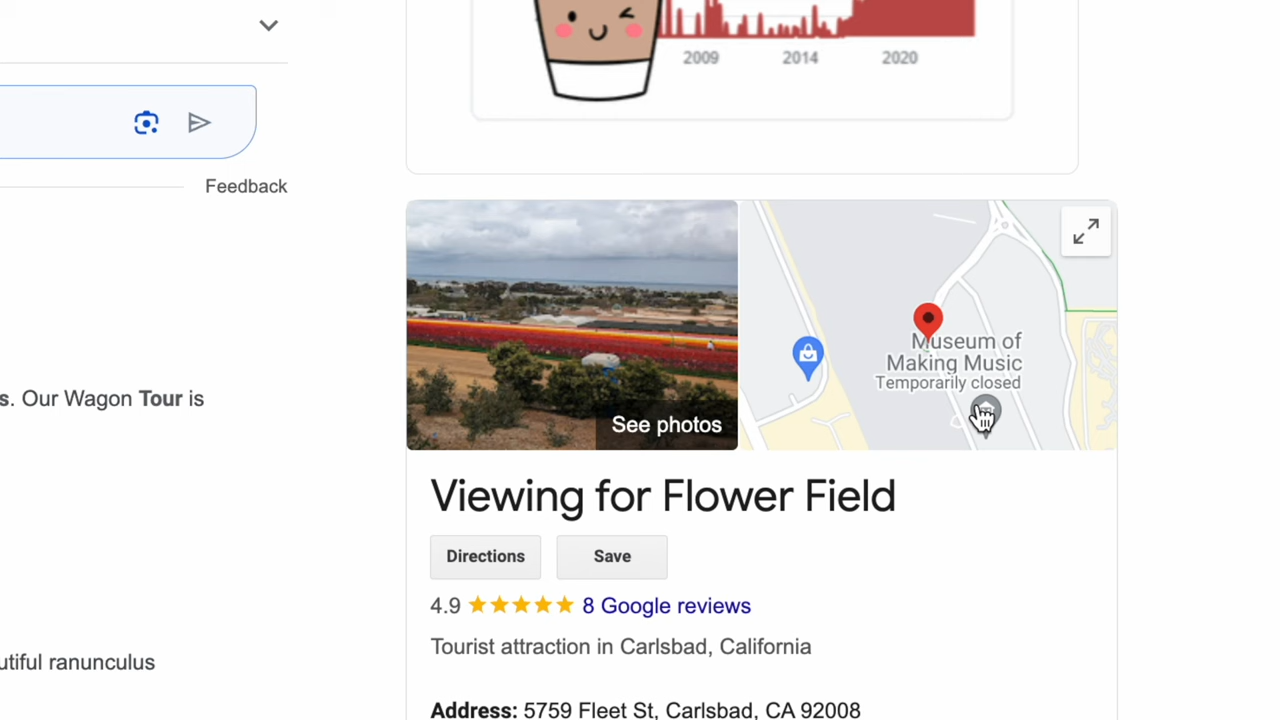 2009 2014 2020
Feedback
s. Our Wagon Tour is
utiful ranunculus
Museum of
Making Music
Temporarily closed
See photos
Viewing for Flower Field
Directions Save
4.9 8 Google reviews
Tourist attraction in Carlsbad, California
Address: 5759 Fleet St, Carlsbad, CA 92008